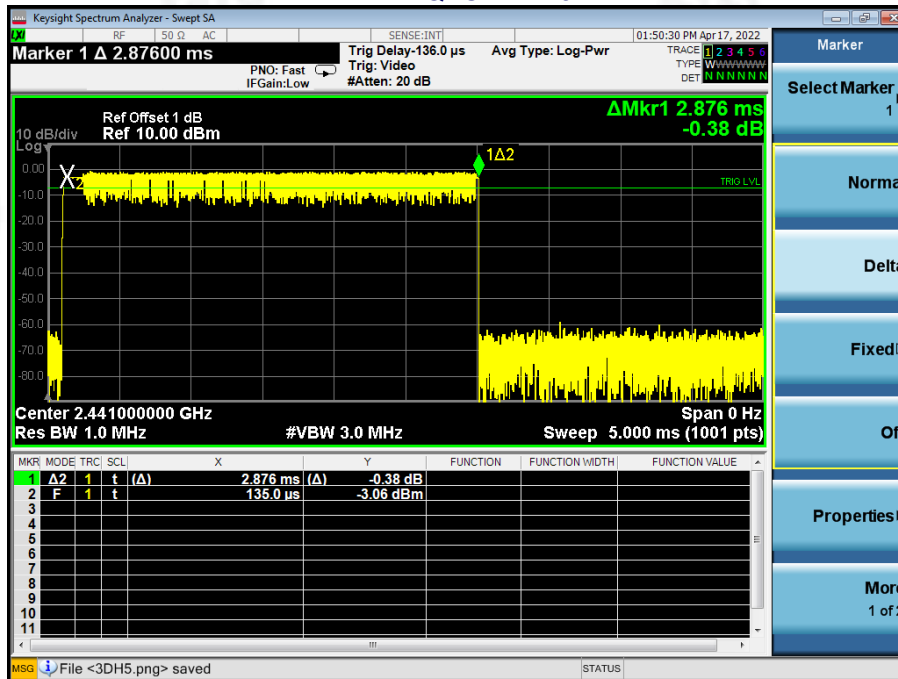 Keysight Spectrum Analyzer - Swept SA
LXI RF 50 Ω AC SENSE:INT 01:50:30 PM Apr 17, 2022
Marker 1 Δ 2.87600 ms
PNO: Fast
IFGain:Low
Trig Delay-136.0 µs
Trig: Video
#Atten: 20 dB
Avg Type: Log-Pwr
TRACE 1 2 3 4 5 6
TYPE W W W W W W
DET N N N N N N
Marker
Select Marker
1
Norma
Delta
Fixed
Of
Properties
More
1 of 2
Ref Offset 1 dB
10 dB/div Ref 10.00 dBm
Log
ΔMkr1 2.876 ms
-0.38 dB
1Δ2
0.00
X2
TRIG LVL
-10.0
-20.0
-30.0
-40.0
-50.0
-60.0
-70.0
-80.0
Center 2.441000000 GHz Span 0 Hz
Res BW 1.0 MHz #VBW 3.0 MHz Sweep 5.000 ms (1001 pts)
MKR MODE TRC SCL X Y FUNCTION FUNCTION WIDTH FUNCTION VALUE
1 Δ2 1 t (Δ) 2.876 ms (Δ) -0.38 dB
2 F 1 t 135.0 µs -3.06 dBm
3
4
5
6
7
8
9
10
11
MSG File <3DH5.png> saved STATUS